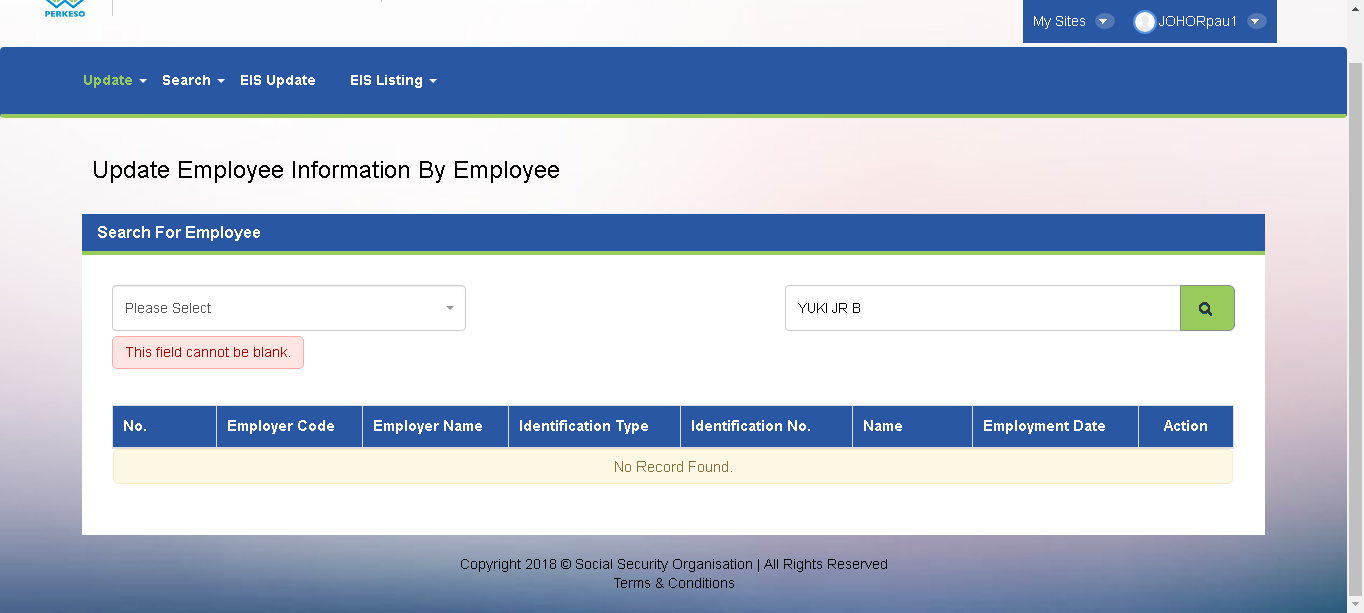 PERKESO
My Sites JOHORpau1
Update Search EIS Update EIS Listing
Update Employee Information By Employee
Search For Employee
Please Select YUKI JR B
This field cannot be blank.
No. Employer Code Employer Name Identification Type Identification No. Name Employment Date Action
No Record Found.
Copyright 2018 © Social Security Organisation | All Rights Reserved
Terms & Conditions